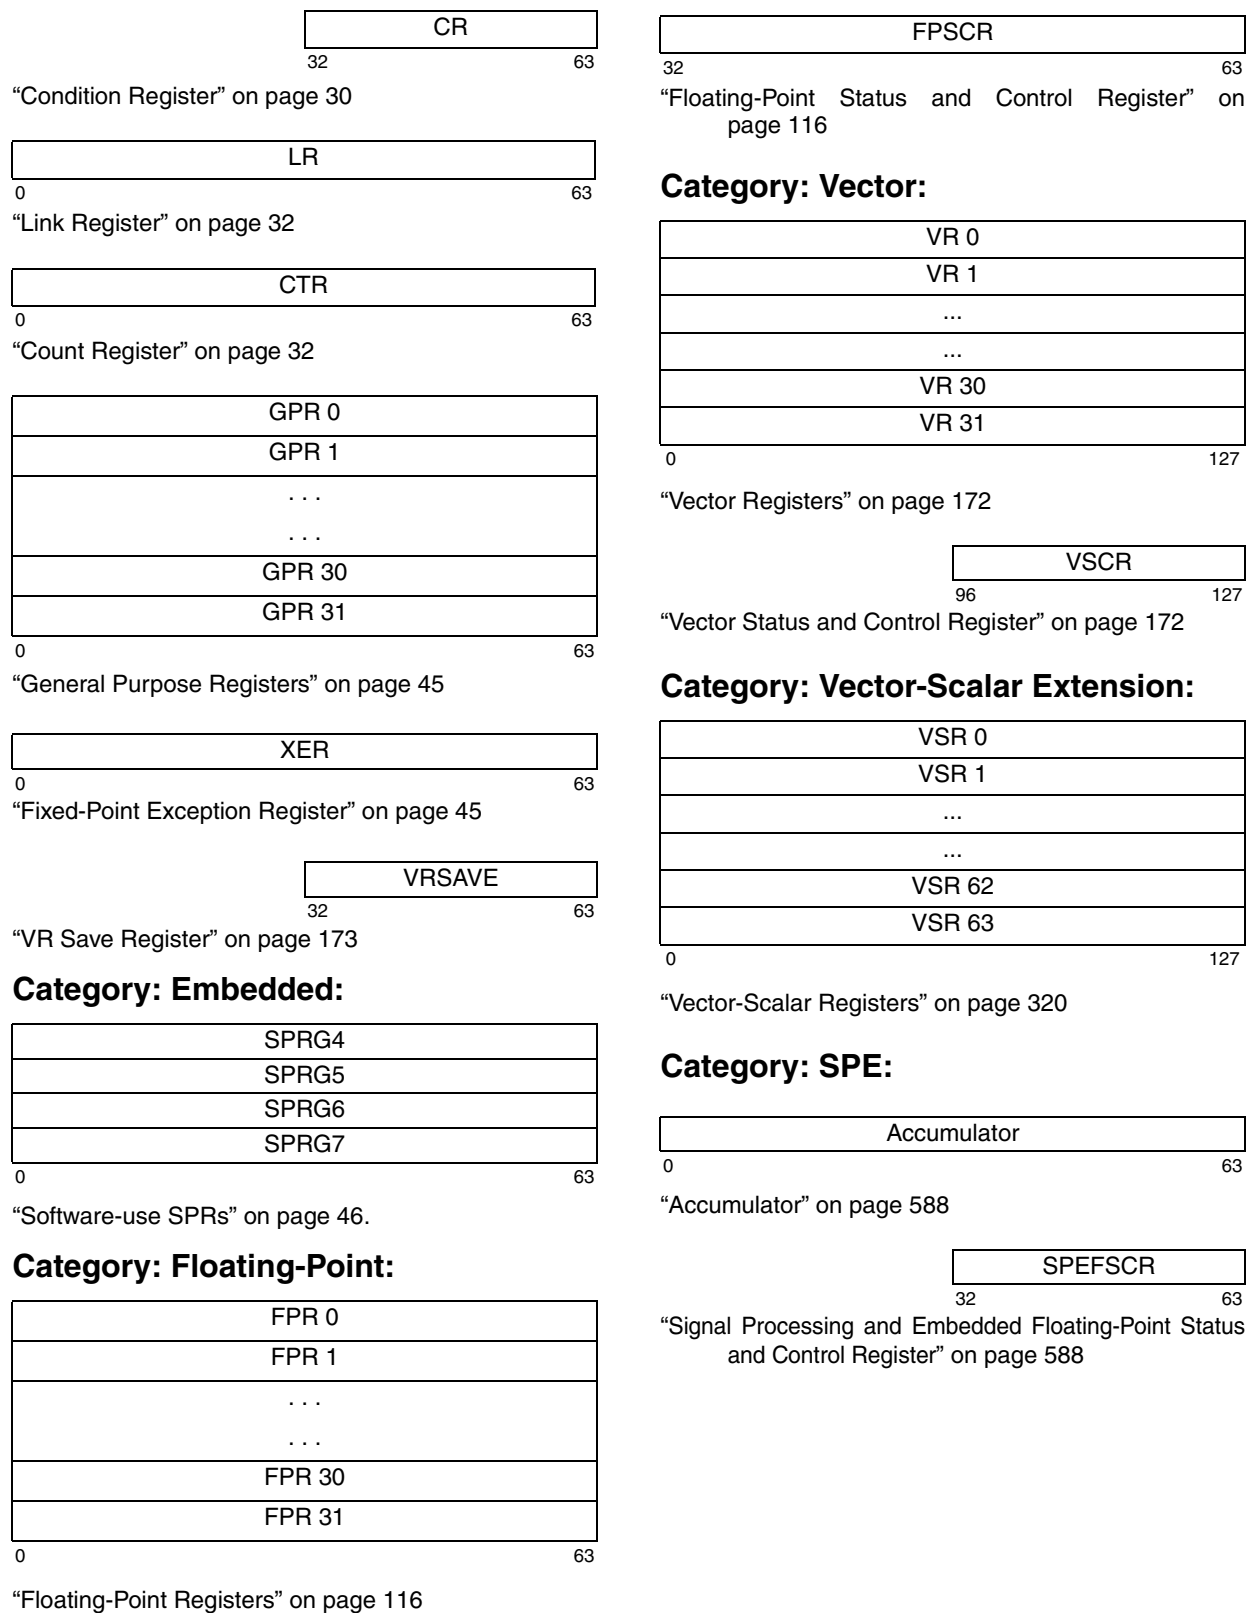 CR
32 63
“Condition Register” on page 30
LR
0 63
“Link Register” on page 32
CTR
0 63
“Count Register” on page 32
GPR 0
GPR 1
. . .
. . .
GPR 30
GPR 31
0 63
“General Purpose Registers” on page 45
XER
0 63
“Fixed-Point Exception Register” on page 45
VRSAVE
32 63
“VR Save Register” on page 173
Category: Embedded:
SPRG4
SPRG5
SPRG6
SPRG7
0 63
“Software-use SPRs” on page 46.
Category: Floating-Point:
FPR 0
FPR 1
. . .
. . .
FPR 30
FPR 31
0 63
“Floating-Point Registers” on page 116
FPSCR
32 63
“Floating-Point Status and Control Register” on
page 116
Category: Vector:
VR 0
VR 1
...
...
VR 30
VR 31
0 127
“Vector Registers” on page 172
VSCR
96 127
“Vector Status and Control Register” on page 172
Category: Vector-Scalar Extension:
VSR 0
VSR 1
...
...
VSR 62
VSR 63
0 127
“Vector-Scalar Registers” on page 320
Category: SPE:
Accumulator
0 63
“Accumulator” on page 588
SPEFSCR
32 63
“Signal Processing and Embedded Floating-Point Status
and Control Register” on page 588